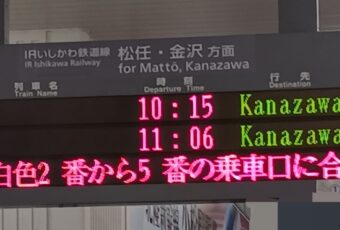 IRいしかわ鉄道線 松任・金沢 方面
IR Ishikawa Railway for Mattō, Kanazawa
列車名 時刻 行先
Train Name Departure Time Destination
10:15 Kanazawa
11:06 Kanazawa
白色2 番から5 番の乗車口に合